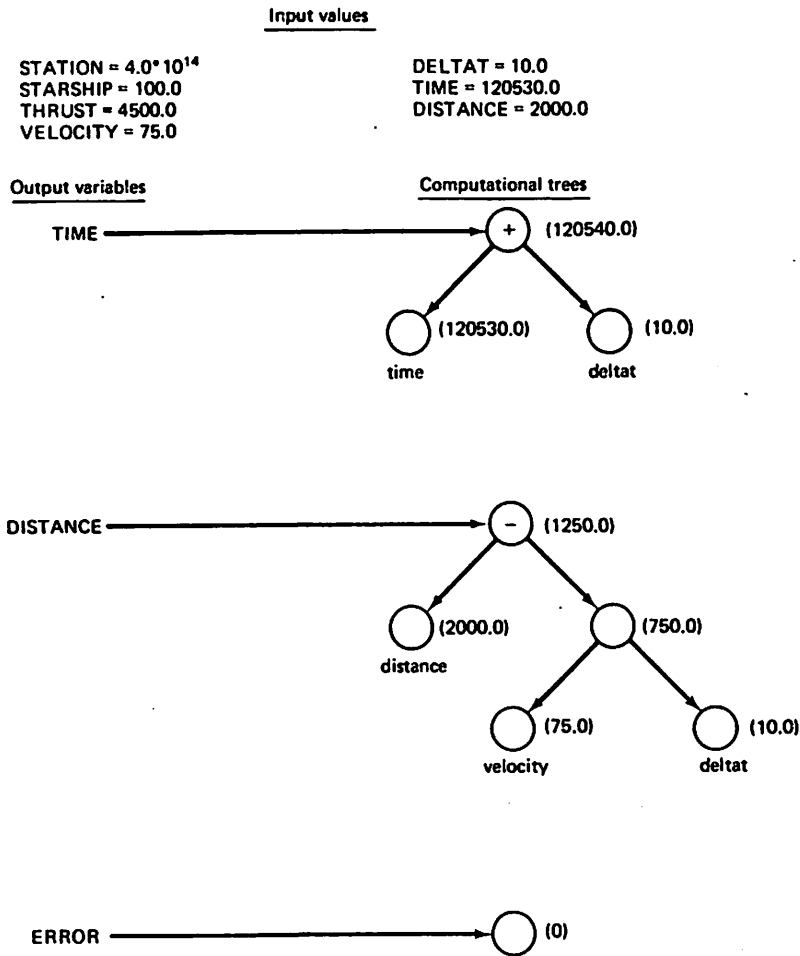 Input values
STATION = 4.0*10¹⁴
STARSHIP = 100.0
THRUST = 4500.0
VELOCITY = 75.0
DELTAT = 10.0
TIME = 120530.0
DISTANCE = 2000.0
Output variables
Computational trees
TIME
+ (120540.0)
(120530.0)
(10.0)
time
deltat
DISTANCE
− (1250.0)
(2000.0)
(750.0)
distance
(75.0)
(10.0)
velocity
deltat
ERROR
(0)